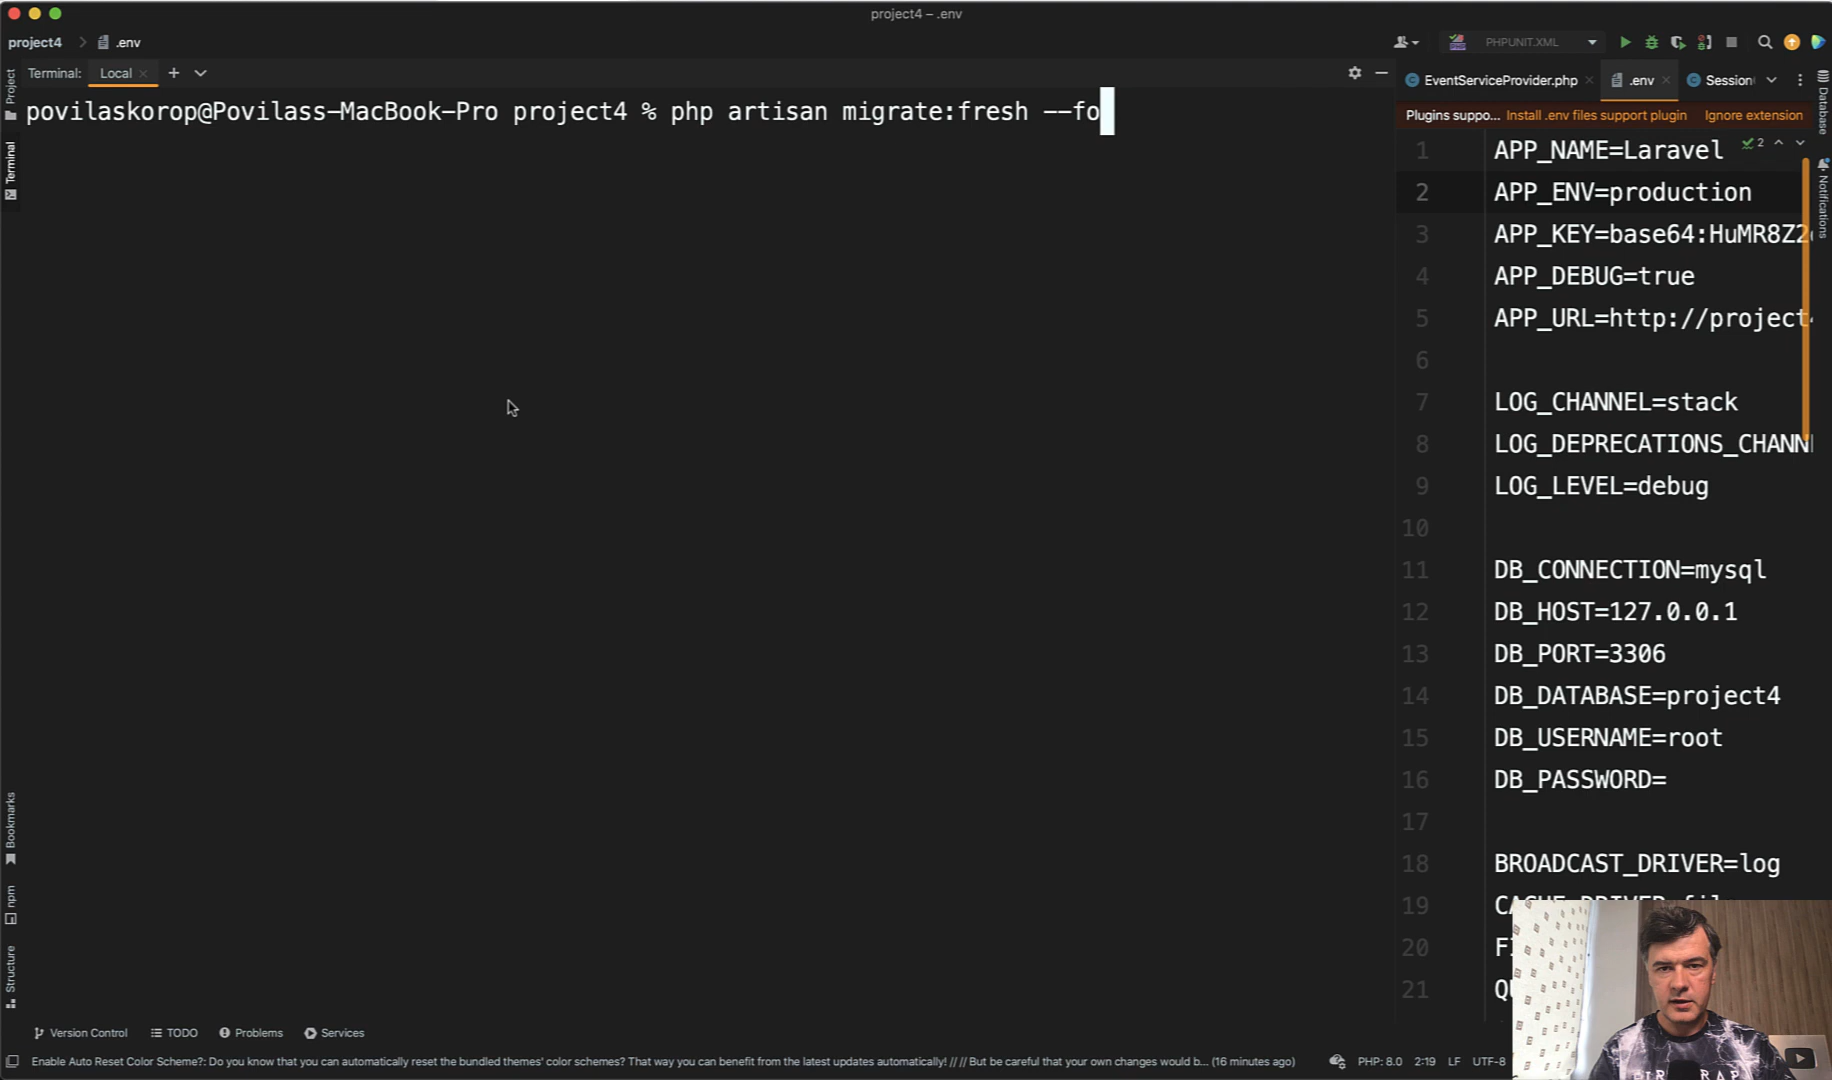 project4 – .env
project4 > .env
PHPUNIT.XML
Terminal: Local × +
EventServiceProvider.php .env Session
Project
Terminal
Bookmarks
npm
Structure
povilaskorop@Povilass-MacBook-Pro project4 % php artisan migrate:fresh --fo
Plugins suppo... Install .env files support plugin Ignore extension
2
1 APP_NAME=Laravel
2 APP_ENV=production
3 APP_KEY=base64:HuMR8Z2
4 APP_DEBUG=true
5 APP_URL=http://project
6
7 LOG_CHANNEL=stack
8 LOG_DEPRECATIONS_CHANN
9 LOG_LEVEL=debug
10
11 DB_CONNECTION=mysql
12 DB_HOST=127.0.0.1
13 DB_PORT=3306
14 DB_DATABASE=project4
15 DB_USERNAME=root
16 DB_PASSWORD=
17
18 BROADCAST_DRIVER=log
19
20
21
Database
Notifications
Version Control TODO Problems Services
Enable Auto Reset Color Scheme?: Do you know that you can automatically reset the bundled themes' color schemes? That way you can benefit from the latest updates automatically! // // But be careful that your own changes would b... (16 minutes ago)
PHP: 8.0 2:19 LF UTF-8